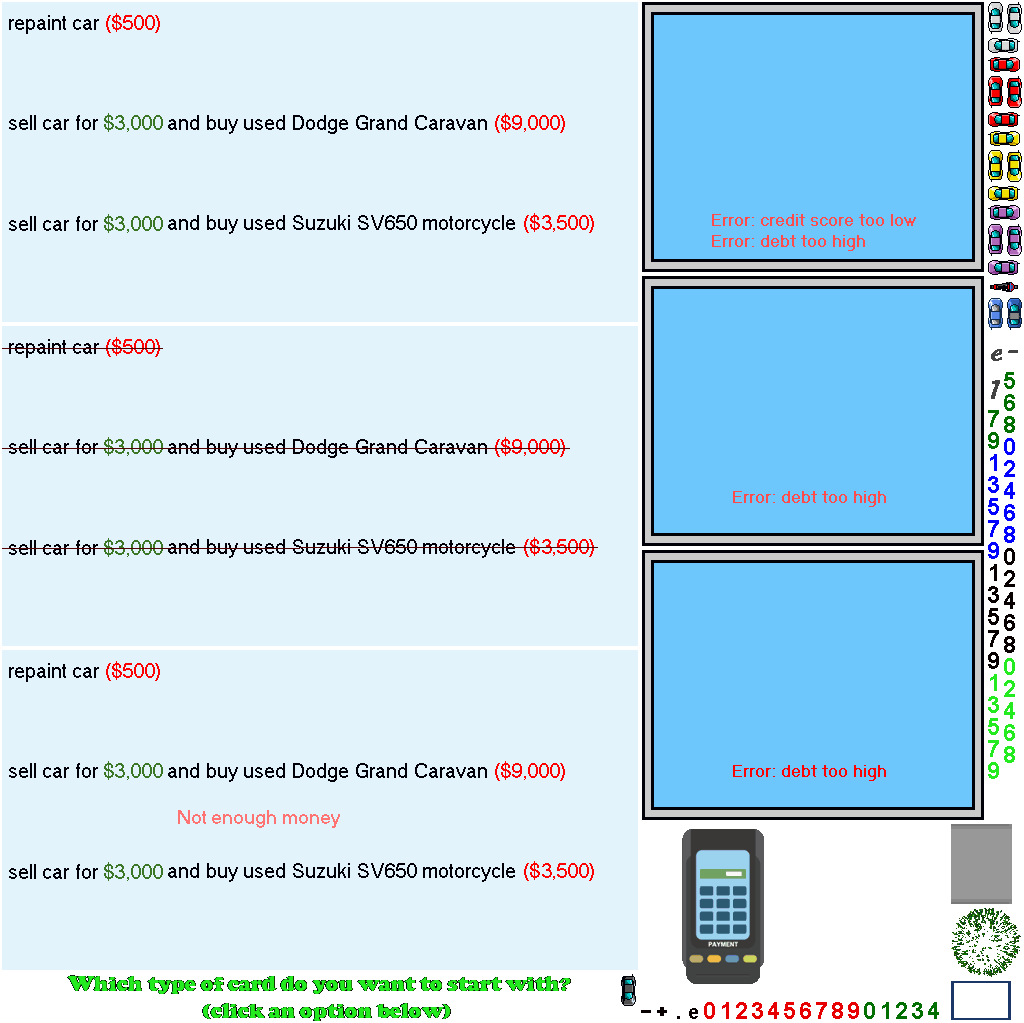 repaint car ($500)
sell car for $3,000 and buy used Dodge Grand Caravan ($9,000)
sell car for $3,000 and buy used Suzuki SV650 motorcycle ($3,500)
repaint car ($500)
sell car for $3,000 and buy used Dodge Grand Caravan ($9,000)
sell car for $3,000 and buy used Suzuki SV650 motorcycle ($3,500)
repaint car ($500)
sell car for $3,000 and buy used Dodge Grand Caravan ($9,000)
Not enough money
sell car for $3,000 and buy used Suzuki SV650 motorcycle ($3,500)
Which type of card do you want to start with?
(click an option below)
Error: credit score too low
Error: debt too high
Error: debt too high
Error: debt too high
PAYMENT
- + . e 0 1 2 3 4 5 6 7 8 9 0 1 2 3 4
e -
1 5
6
7 8
9 0
1 2
3 4
5 6
7 8
9 0
1 2
3 4
5 6
7 8
9 0
1 2
3 4
5 6
7 8
9